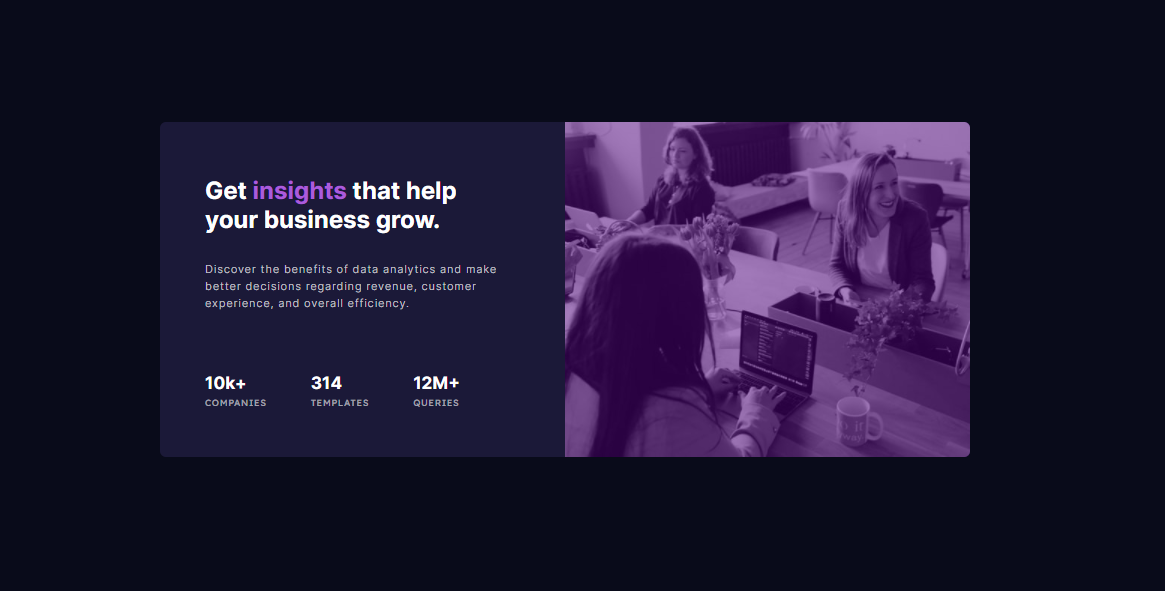 Get insights that help
your business grow.
Discover the benefits of data analytics and make
better decisions regarding revenue, customer
experience, and overall efficiency.
10k+ 314 12M+
COMPANIES TEMPLATES QUERIES